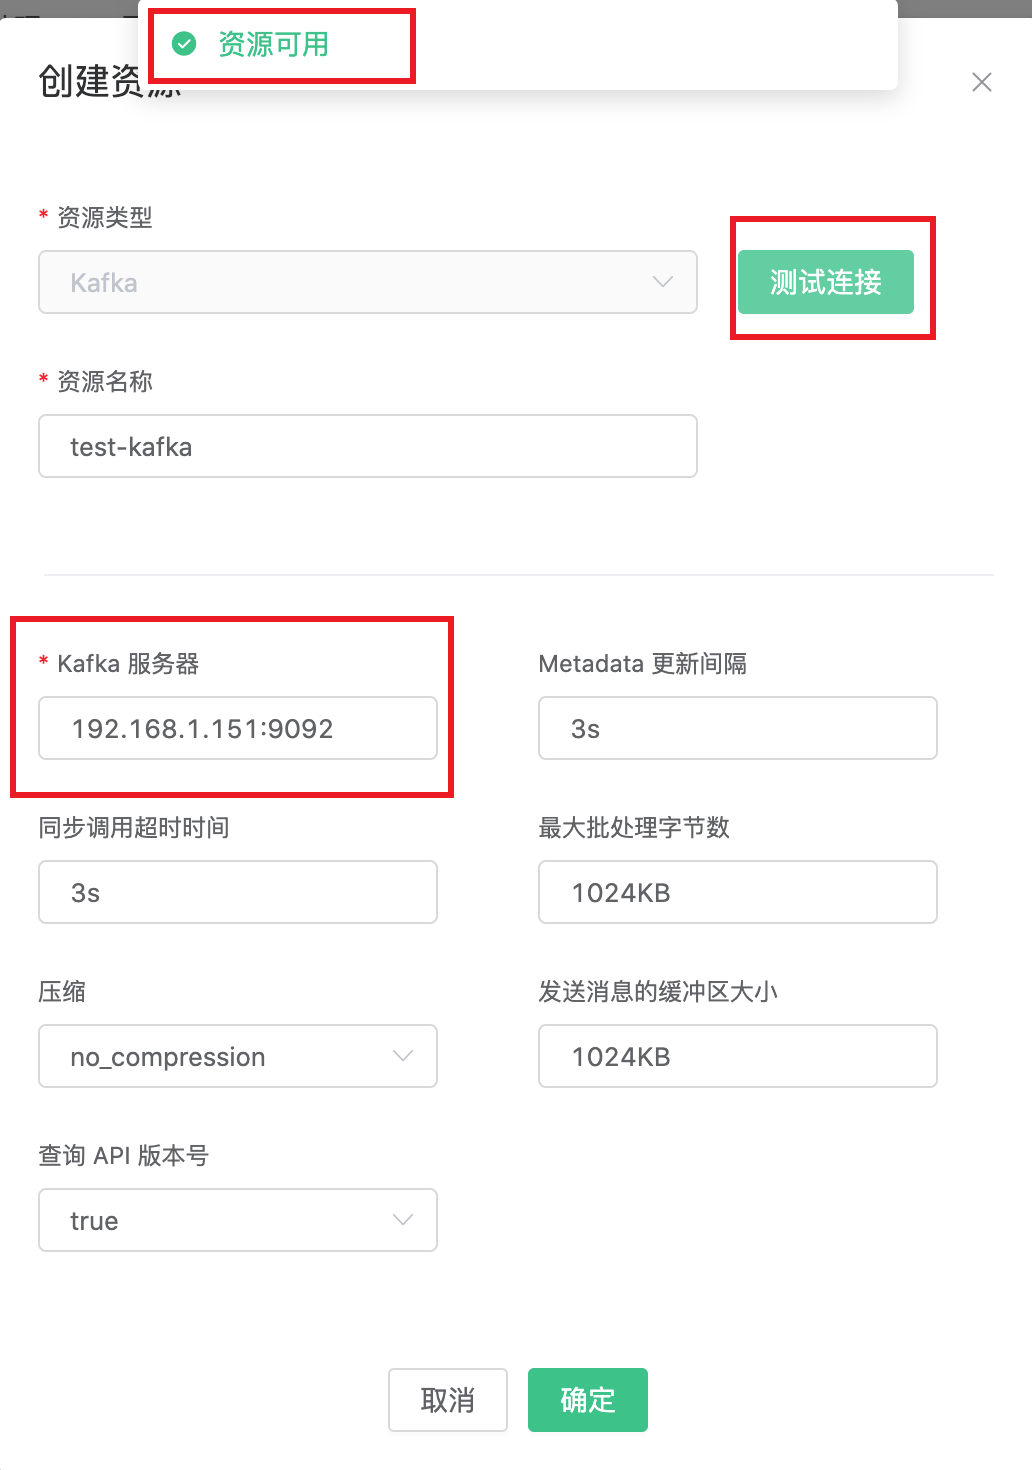 资源可用
创建资源
* 资源类型
Kafka
测试连接
* 资源名称
test-kafka
* Kafka 服务器
Metadata 更新间隔
192.168.1.151:9092
3s
同步调用超时时间
最大批处理字节数
3s
1024KB
压缩
发送消息的缓冲区大小
no_compression
1024KB
查询 API 版本号
true
取消
确定